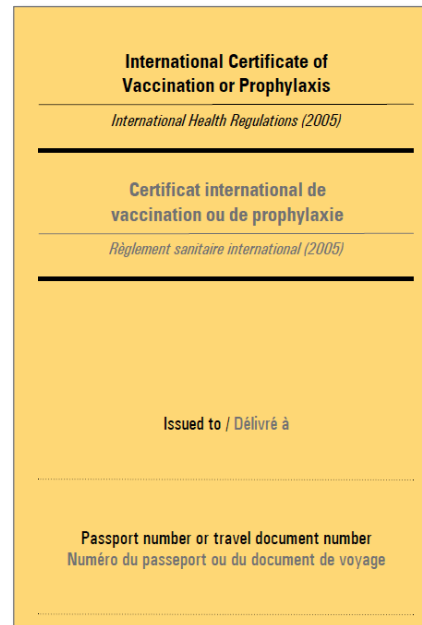 International Certificate of
Vaccination or Prophylaxis
International Health Regulations (2005)
Certificat international de
vaccination ou de prophylaxie
Règlement sanitaire international (2005)
Issued to / Délivré à
Passport number or travel document number
Numéro du passeport ou du document de voyage